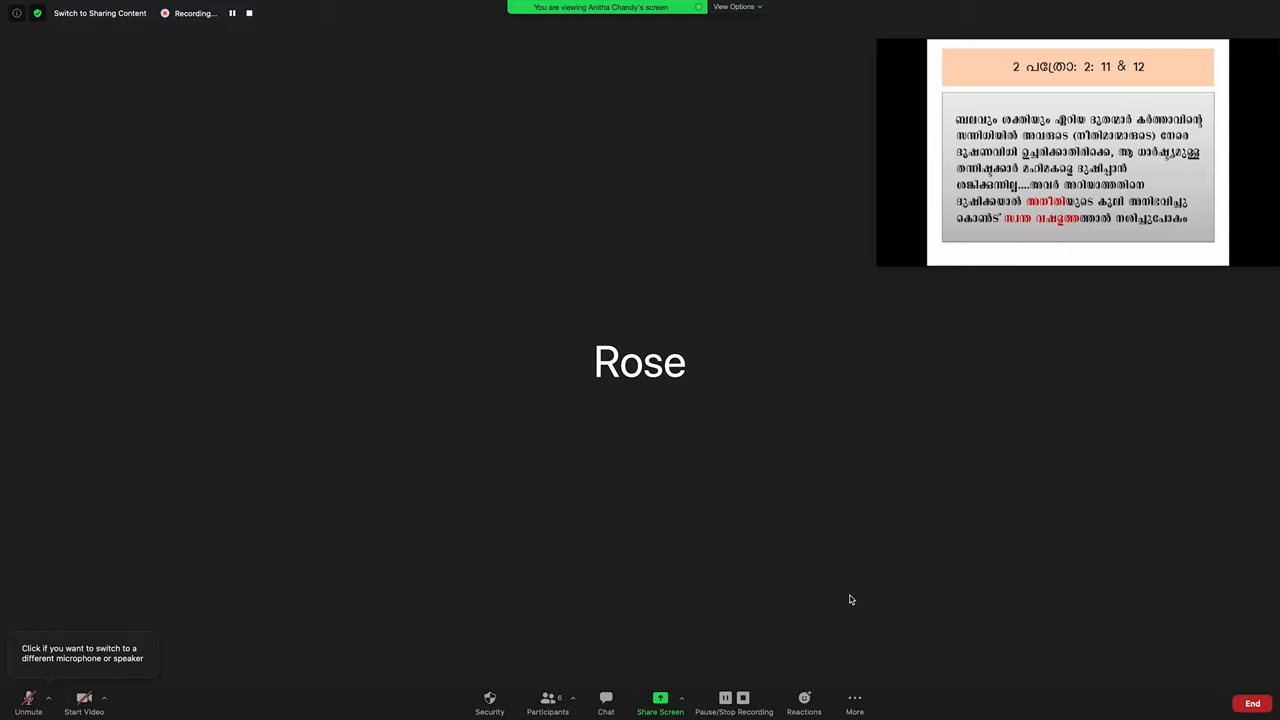 Switch to Sharing Content
Recording...
You are viewing Anitha Chandy's screen
View Options
2 പത്രോ: 2: 11 & 12
ബലവും ശക്തിയും ഏറിയ ദൂതന്മാർ കർത്താവിന്റെ
സന്നിധിയിൽ അവരുടെ (നീതിമാന്മാരുടെ) നേരെ
ദൂഷണവിധി ഉച്ചരിക്കാതിരിക്കെ, ആ ധാർഷ്ട്യമുള്ള
തന്നിഷ്ടക്കാർ മഹിമകളെ ദുഷിപ്പാൻ
ശങ്കിക്കുന്നില്ല....അവർ അറിയാത്തതിനെ
ദുഷിക്കയാൽ അനീതിയുടെ കൂലി അനിഭവിച്ചു
കൊണ്ട് സ്വന്ത വഷളത്തത്താൽ നശിച്ചുപോകം
Rose
Click if you want to switch to a
different microphone or speaker
Unmute
Start Video
Security
6
Participants
Chat
Share Screen
Pause/Stop Recording
Reactions
More
End